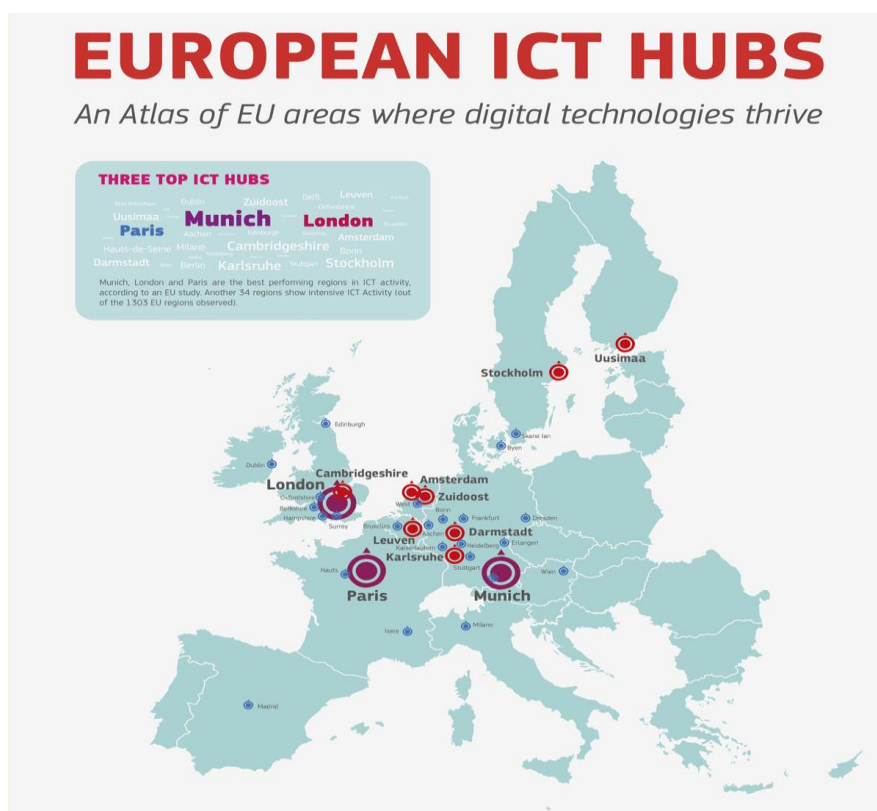 EUROPEAN ICT HUBS
An Atlas of EU areas where digital technologies thrive
THREE TOP ICT HUBS
Dublin Zuidoost Delft Leuven
Uusimaa Munich London Oxfordshire
Paris Aachen Edinburgh Amsterdam
Hauts-de-Seine Milano Cambridgeshire Bonn
Darmstadt Berlin Karlsruhe Stuttgart Stockholm
Munich, London and Paris are the best performing regions in ICT activity,
according to an EU study. Another 34 regions show intensive ICT Activity (out
of the 1303 EU regions observed).
Uusimaa
Stockholm
Edinburgh
Skane lan
Byen
Dublin
Cambridgeshire
London
Amsterdam
Zuidoost
Oxfordshire
West
Berkshire
Hampshire
Surrey
Bonn
Frankfurt
Dresden
Bruxelles
Aachen
Darmstadt
Leuven
Heidelberg
Erlangen
Karlsruhe
Stuttgart
Hauts
Wien
Paris
Munich
Isere
Milano
Madrid